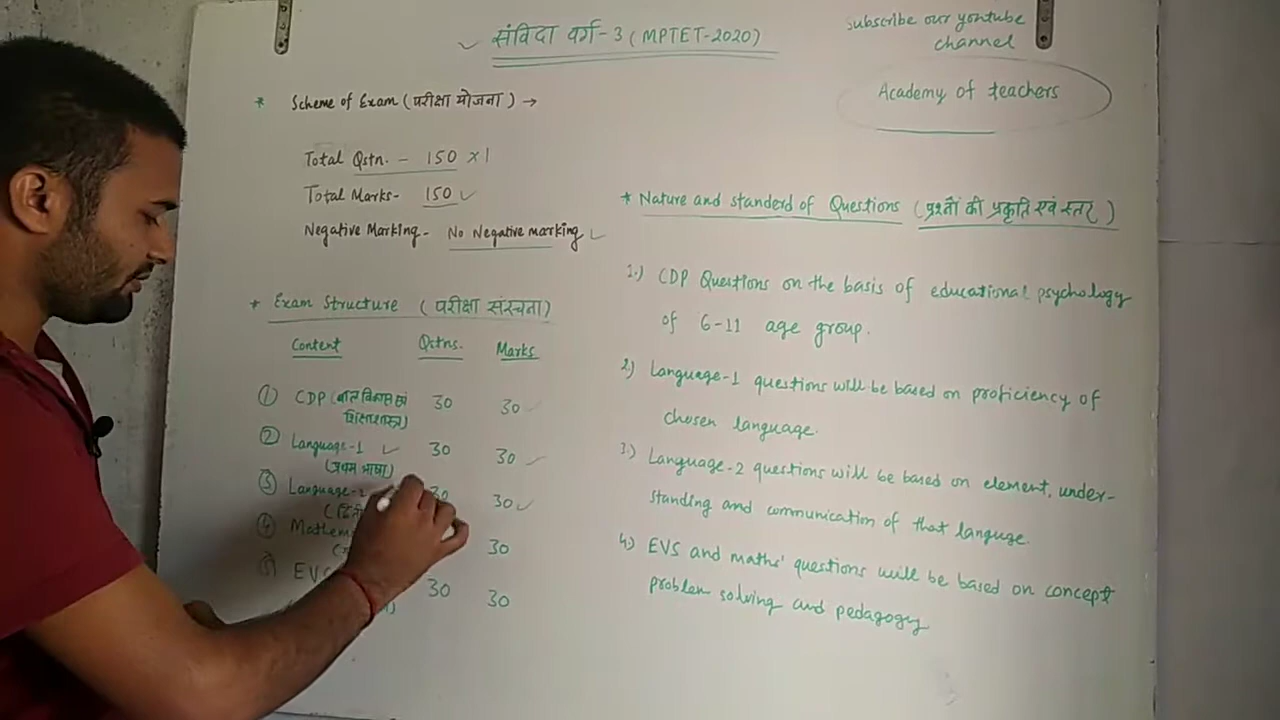 संविदा वर्ग-3 (MPTET-2020)
subscribe our youtube
channel
Academy of teachers
* Scheme of Exam (परीक्षा योजना) →
Total Qstn. - 150 x 1
Total Marks- 150 ✓
Negative Marking- No Negative marking ✓
* Exam Structure (परीक्षा संरचना)
Content Qstns. Marks
① CDP (बाल विकास एवं 30 30
शिक्षाशास्त्र)
② Language-1 ✓ 30 30 ✓
(प्रथम भाषा)
③ Language-2 30 30 ✓
④ 30
⑤ EVS 30 30
* Nature and standerd of Questions (प्रश्नों की प्रकृति एवं स्तर)
1.) CDP Questions on the basis of educational psychology
of 6-11 age group.
2.) Language-1 questions will be based on proficiency of
chosen language.
3.) Language-2 questions will be based on element, under-
standing and communication of that languge.
4.) EVS and maths' questions will be based on concept
problem solving and pedagogy